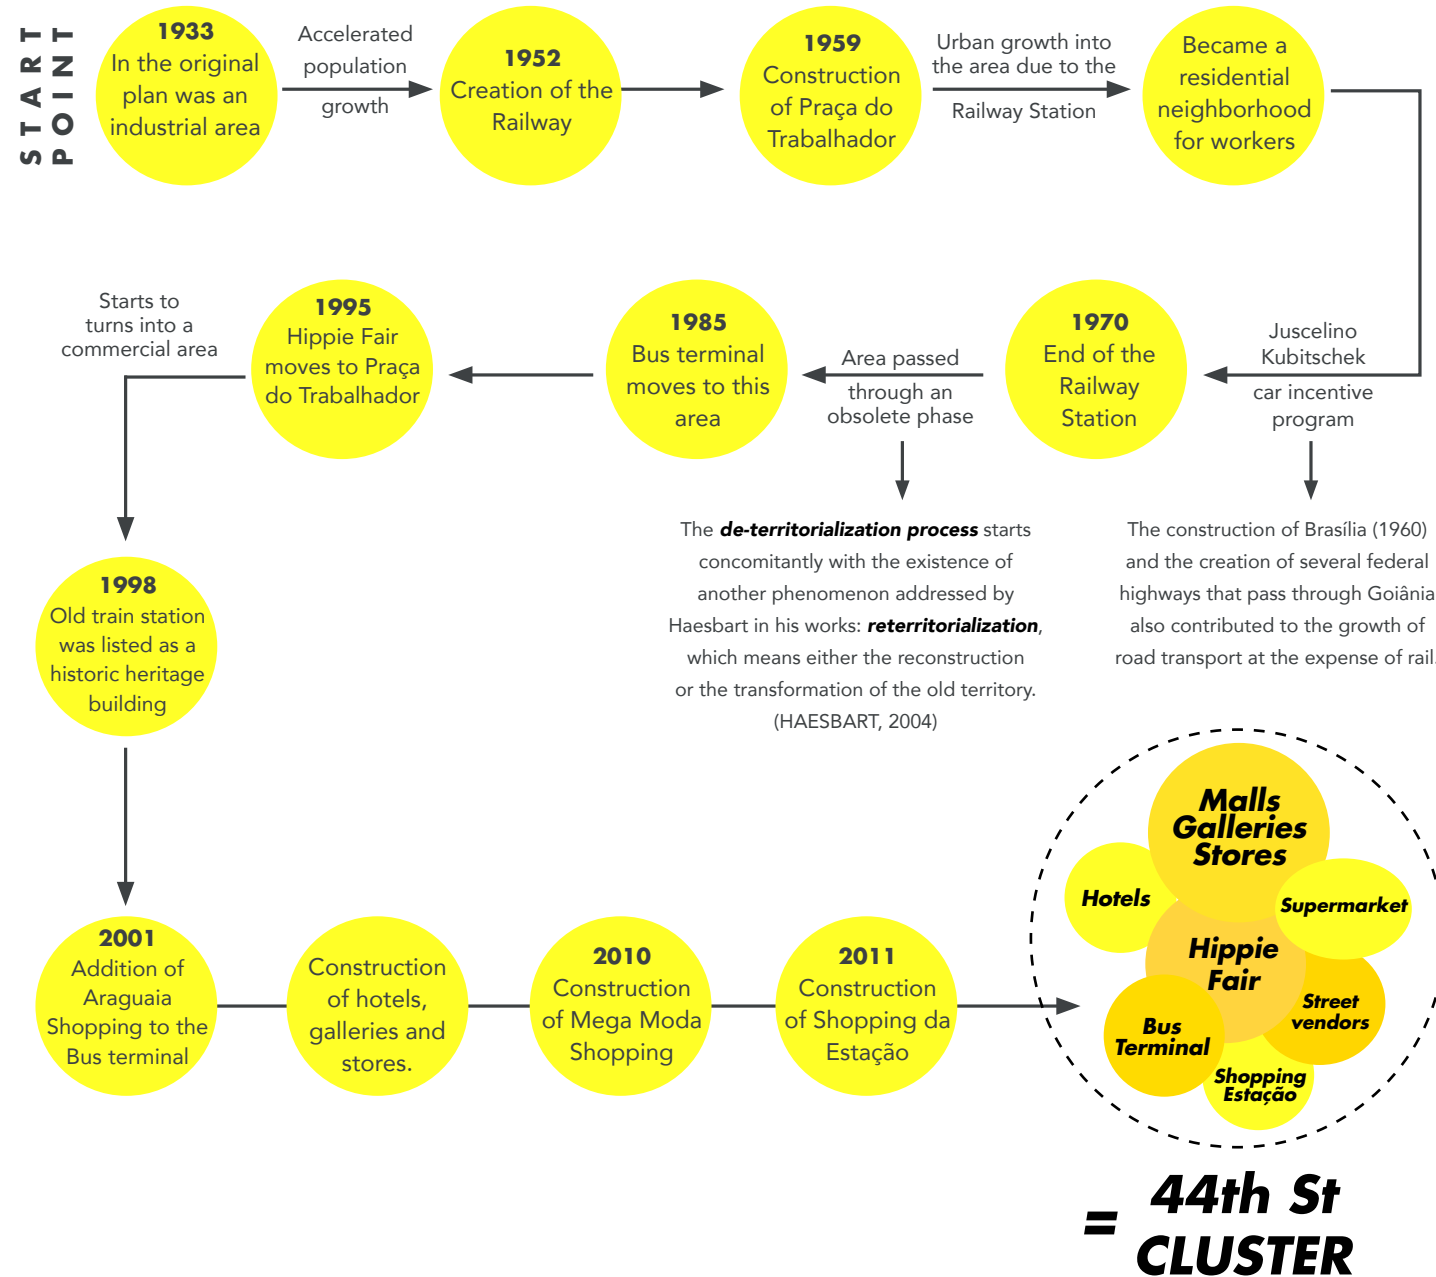 START
POINT
1933
In the original
plan was an
industrial area
Accelerated
population
growth
1952
Creation of the
Railway
1959
Construction
of Praça do
Trabalhador
Urban growth into
the area due to the
Railway Station
Became a
residential
neighborhood
for workers
Juscelino
Kubitschek
car incentive
program
The construction of Brasília (1960)
and the creation of several federal
highways that pass through Goiânia
also contributed to the growth of
road transport at the expense of rail.
1970
End of the
Railway
Station
Area passed
through an
obsolete phase
The de-territorialization process starts
concomitantly with the existence of
another phenomenon addressed by
Haesbart in his works: reterritorialization,
which means either the reconstruction
or the transformation of the old territory.
(HAESBART, 2004)
1985
Bus terminal
moves to this
area
1995
Hippie Fair
moves to Praça
do Trabalhador
Starts to
turns into a
commercial area
1998
Old train station
was listed as a
historic heritage
building
2001
Addition of
Araguaia
Shopping to the
Bus terminal
Construction
of hotels,
galleries and
stores.
2010
Construction
of Mega Moda
Shopping
2011
Construction
of Shopping da
Estação
Malls
Galleries
Stores
Hotels
Supermarket
Hippie
Fair
Street
vendors
Bus
Terminal
Shopping
Estação
= 44th St
CLUSTER